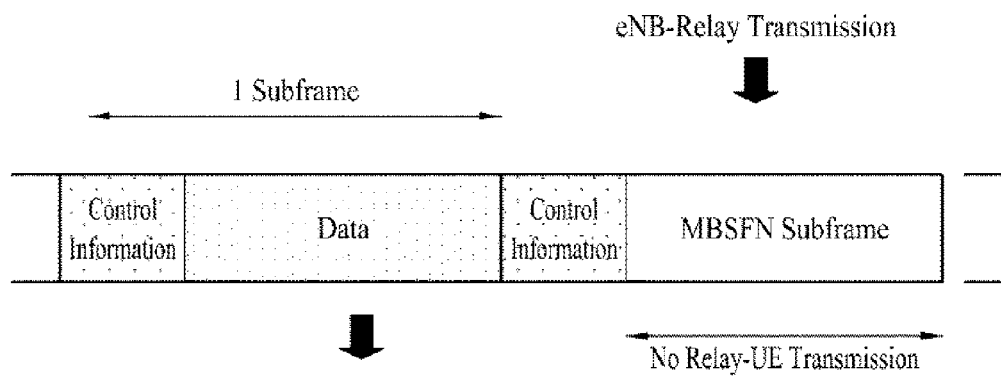 eNB-Relay Transmission
1 Subframe
Control
Information
Data
Control
Information
MBSFN Subframe
No Relay-UE Transmission